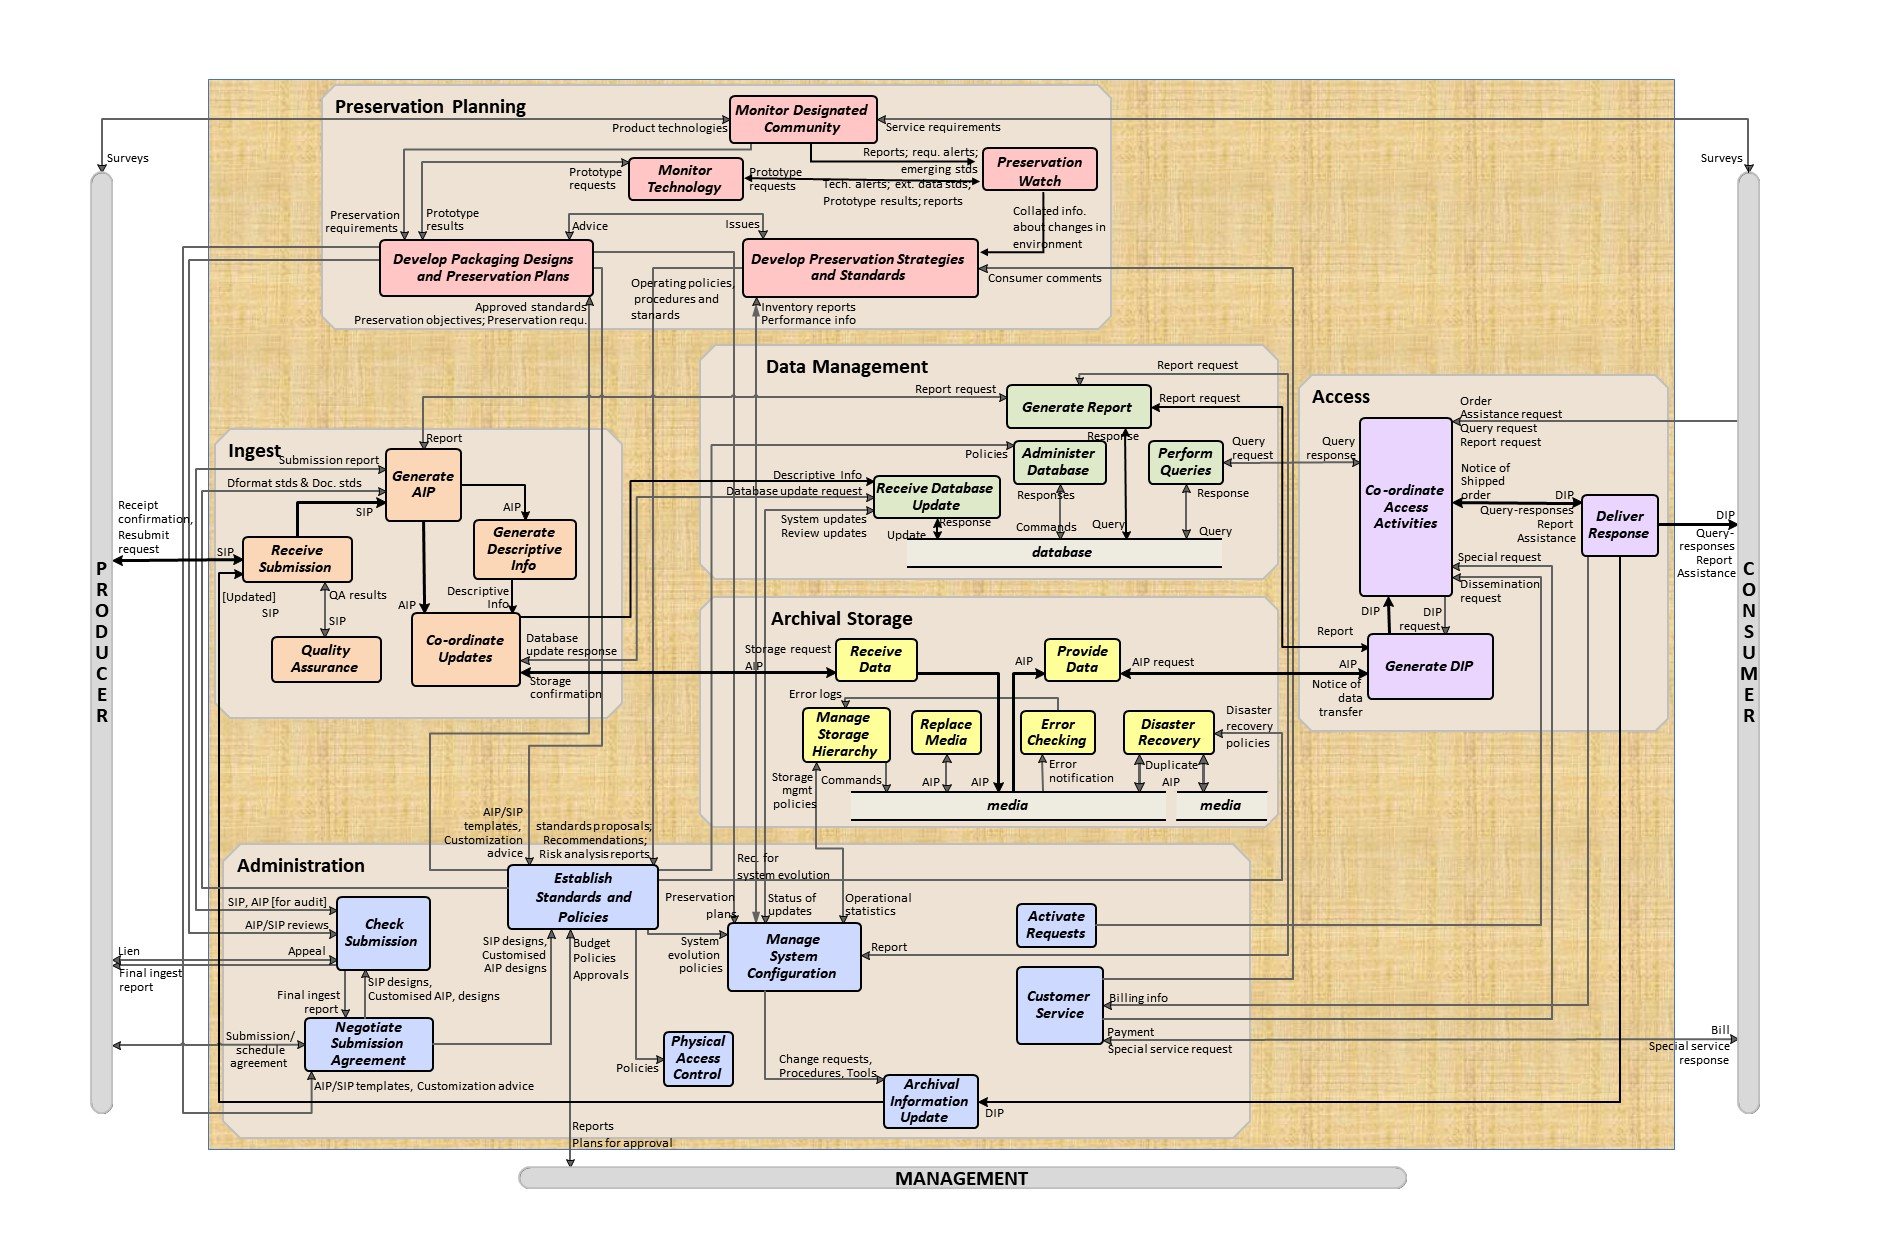 Preservation Planning
Monitor Designated
Community
Product technologies
Service requirements
Surveys
Surveys
Reports; requ. alerts;
emerging stds
Preservation
Watch
Monitor
Technology
Prototype
requests
Prototype
requests
Tech. alerts; ext. data stds;
Prototype results; reports
Preservation
requirements
Prototype
results
Advice
Issues
Collated info.
about changes in
environment
Develop Packaging Designs
and Preservation Plans
Develop Preservation Strategies
and Standards
Consumer comments
Operating policies,
procedures and
stanards
Approved standards
Preservation objectives; Preservation requ.
Inventory reports
Performance info
Data Management
Report request
Report request
Generate Report
Report request
Response
Policies
Administer
Database
Perform
Queries
Query
request
Descriptive Info
Database update request
Receive Database
Update
System updates
Review updates
Responses
Response
Update
Response
Commands
Query
Query
database
Access
Order
Assistance request
Query request
Report request
Query
response
Notice of
Shipped
order
DIP
Co-ordinate
Access
Activities
Query-responses
Report
Assistance
Deliver
Response
DIP
Query-
responses
Report
Assistance
Special request
Dissemination
request
DIP
DIP
request
Report
AIP
Generate DIP
Notice of
data
transfer
Ingest
Report
Submission report
Dformat stds & Doc. stds
Generate
AIP
SIP
AIP
Receipt
confirmation,
Resubmit
request
SIP
Receive
Submission
Generate
Descriptive
Info
[Updated]
SIP
QA results
SIP
Descriptive
Info
AIP
Quality
Assurance
Co-ordinate
Updates
Database
update response
Storage
confirmation
PRODUCER
CONSUMER
Archival Storage
Storage request
AIP
Receive
Data
AIP
Provide
Data
AIP request
Error logs
Manage
Storage
Hierarchy
Replace
Media
Error
Checking
Disaster
Recovery
Disaster
recovery
policies
Storage
mgmt
policies
Commands
AIP
AIP
Error
notification
Duplicate
AIP
media
media
Administration
AIP/SIP
templates,
Customization
advice
standards proposals;
Recommendations;
Risk analysis reports
Establish
Standards and
Policies
Rec. for
system evolution
Preservation
plans
Status of
updates
Operational
statistics
SIP, AIP [for audit]
AIP/SIP reviews
Appeal
Check
Submission
Lien
Final ingest
report
SIP designs,
Customised
AIP designs
Budget
Policies
Approvals
System
evolution
policies
Manage
System
Configuration
Report
Activate
Requests
Customer
Service
Billing info
Payment
Special service request
Bill
Special service
response
Final ingest
report
SIP designs,
Customised AIP, designs
Submission/
schedule
agreement
Negotiate
Submission
Agreement
AIP/SIP templates, Customization advice
Policies
Physical
Access
Control
Change requests,
Procedures, Tools
Archival
Information
Update
DIP
Reports
Plans for approval
MANAGEMENT